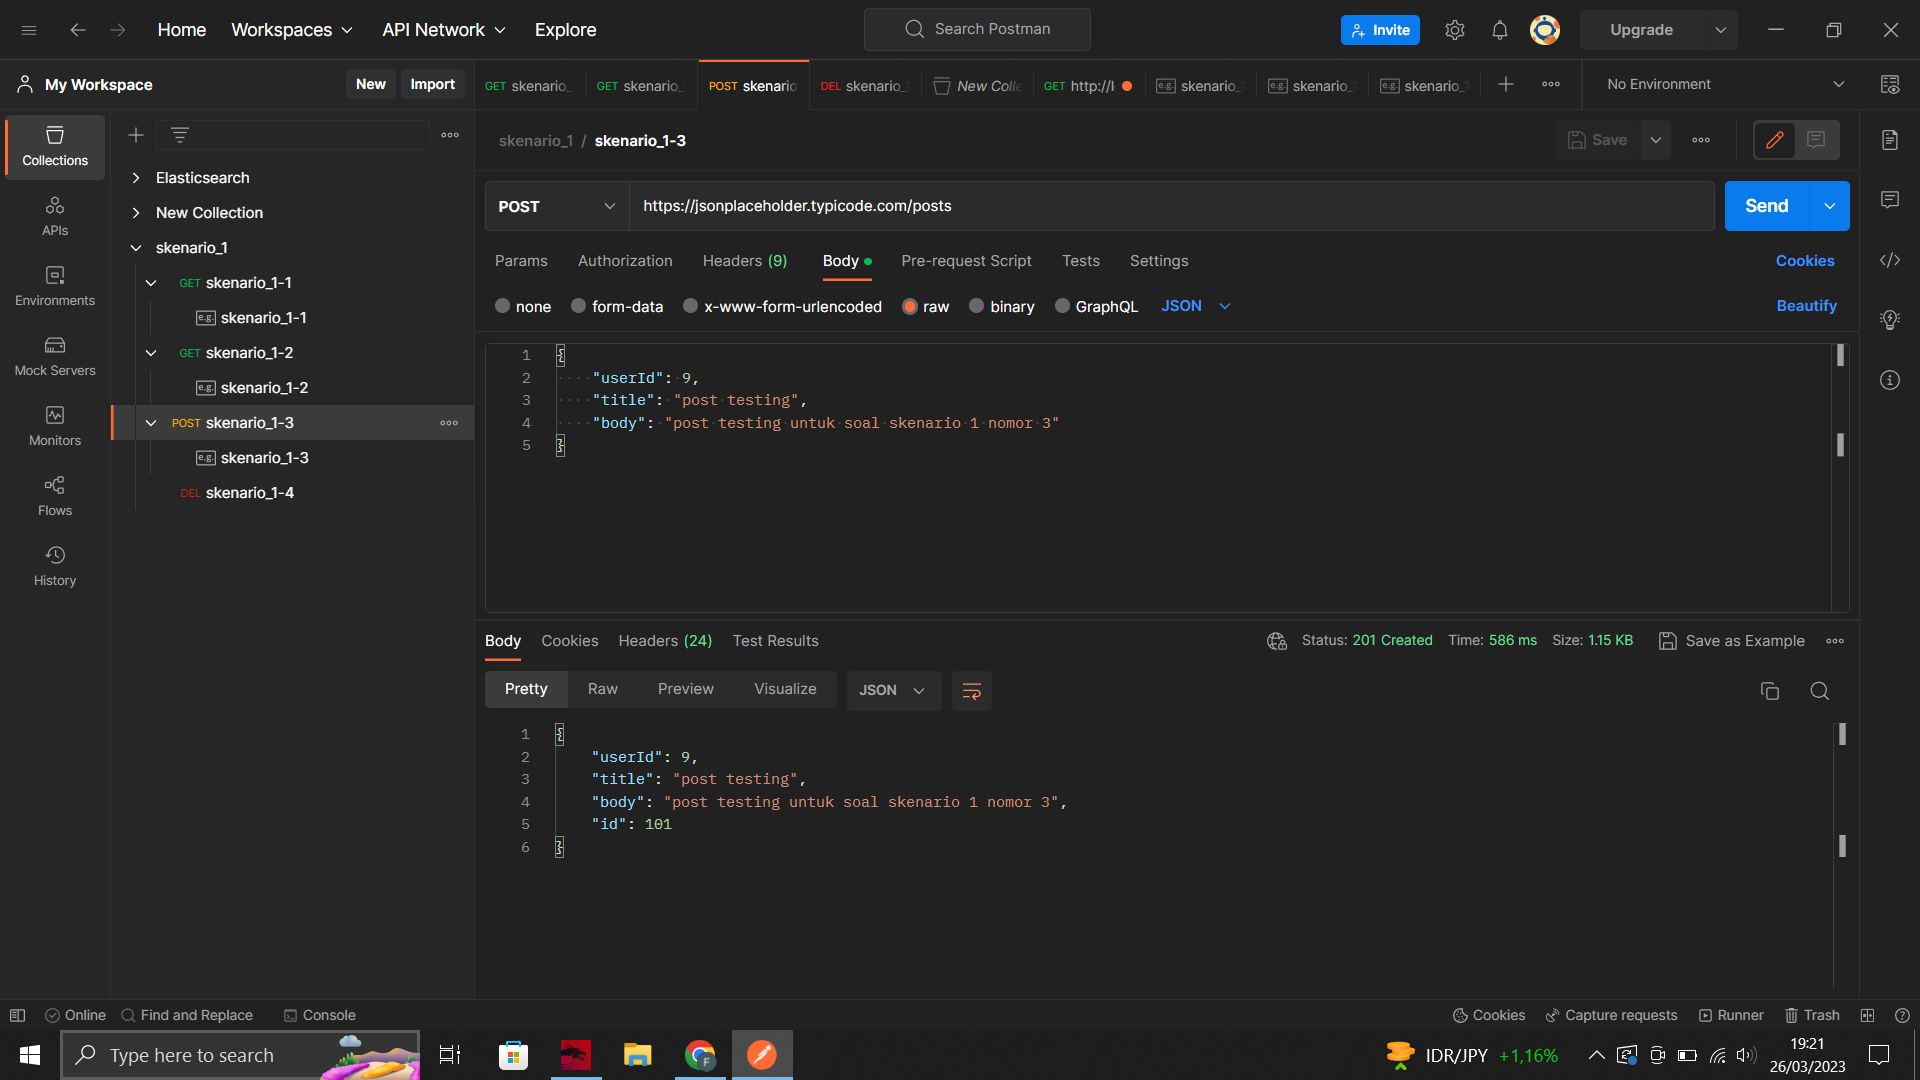 Home Workspaces API Network Explore Search Postman Invite Upgrade
My Workspace New Import GET skenario_ GET skenario_ POST skenario DEL skenario_1 New Colle GET http://l e.g. skenario_1 e.g. skenario_1 e.g. skenario_1 No Environment
skenario_1 / skenario_1-3 Save
Collections
APIs
Environments
Mock Servers
Monitors
Flows
History
Elasticsearch
New Collection
skenario_1
GET skenario_1-1
e.g. skenario_1-1
GET skenario_1-2
e.g. skenario_1-2
POST skenario_1-3
e.g. skenario_1-3
DEL skenario_1-4
POST https://jsonplaceholder.typicode.com/posts Send
Params Authorization Headers (9) Body Pre-request Script Tests Settings Cookies
none form-data x-www-form-urlencoded raw binary GraphQL JSON Beautify
1 {
2 "userId": 9,
3 "title": "post testing",
4 "body": "post testing untuk soal skenario 1 nomor 3"
5 }
Body Cookies Headers (24) Test Results Status: 201 Created Time: 586 ms Size: 1.15 KB Save as Example
Pretty Raw Preview Visualize JSON
1 {
2 "userId": 9,
3 "title": "post testing",
4 "body": "post testing untuk soal skenario 1 nomor 3",
5 "id": 101
6 }
Online Find and Replace Console Cookies Capture requests Runner Trash
Type here to search F IDR/JPY +1,16% 19:21
26/03/2023